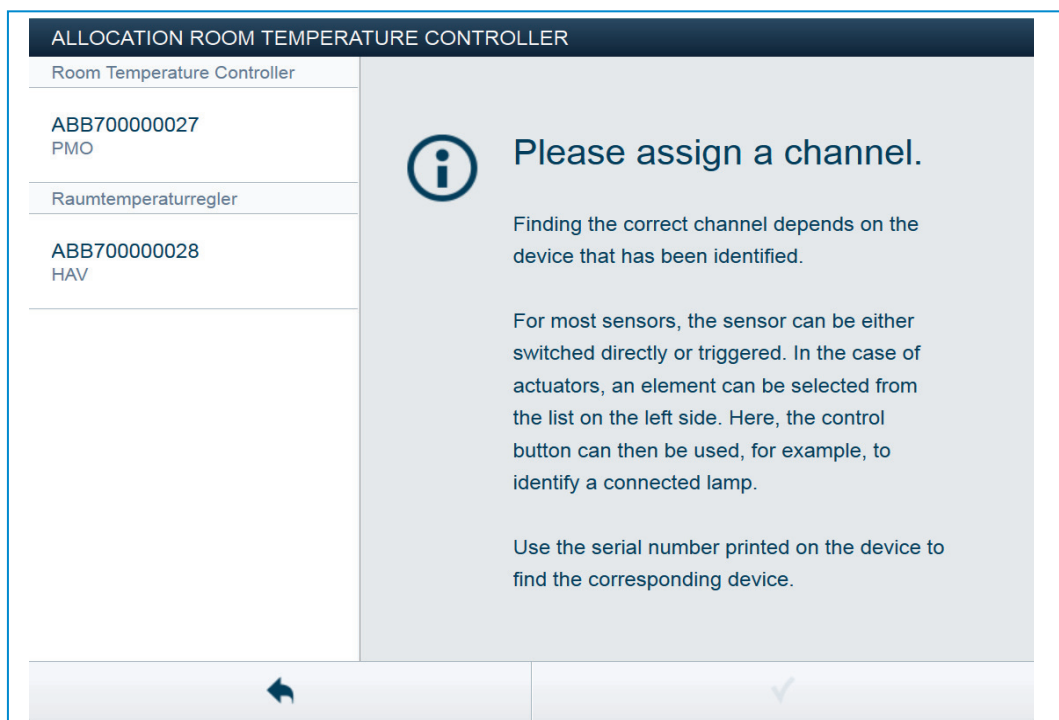 ALLOCATION ROOM TEMPERATURE CONTROLLER
Room Temperature Controller
ABB700000027
PMO
Raumtemperaturregler
ABB700000028
HAV
Please assign a channel.
Finding the correct channel depends on the
device that has been identified.
For most sensors, the sensor can be either
switched directly or triggered. In the case of
actuators, an element can be selected from
the list on the left side. Here, the control
button can then be used, for example, to
identify a connected lamp.
Use the serial number printed on the device to
find the corresponding device.